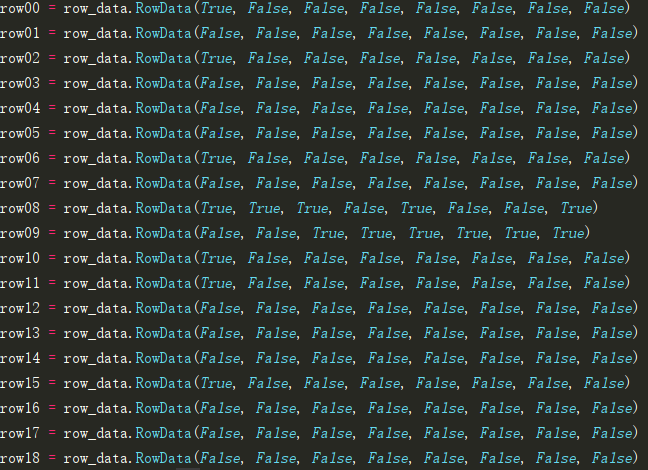 row00 = row_data.RowData(True, False, False, False, False, False, False, False)
row01 = row_data.RowData(False, False, False, False, False, False, False, False)
row02 = row_data.RowData(True, False, False, False, False, False, False, False)
row03 = row_data.RowData(False, False, False, False, False, False, False, False)
row04 = row_data.RowData(False, False, False, False, False, False, False, False)
row05 = row_data.RowData(False, False, False, False, False, False, False, False)
row06 = row_data.RowData(True, False, False, False, False, False, False, False)
row07 = row_data.RowData(False, False, False, False, False, False, False, False)
row08 = row_data.RowData(True, True, True, False, True, False, False, True)
row09 = row_data.RowData(False, False, True, True, True, True, True, True)
row10 = row_data.RowData(True, False, False, False, False, False, False, False)
row11 = row_data.RowData(True, False, False, False, False, False, False, False)
row12 = row_data.RowData(False, False, False, False, False, False, False, False)
row13 = row_data.RowData(False, False, False, False, False, False, False, False)
row14 = row_data.RowData(False, False, False, False, False, False, False, False)
row15 = row_data.RowData(True, False, False, False, False, False, False, False)
row16 = row_data.RowData(False, False, False, False, False, False, False, False)
row17 = row_data.RowData(False, False, False, False, False, False, False, False)
row18 = row_data.RowData(False, False, False, False, False, False, False, False)